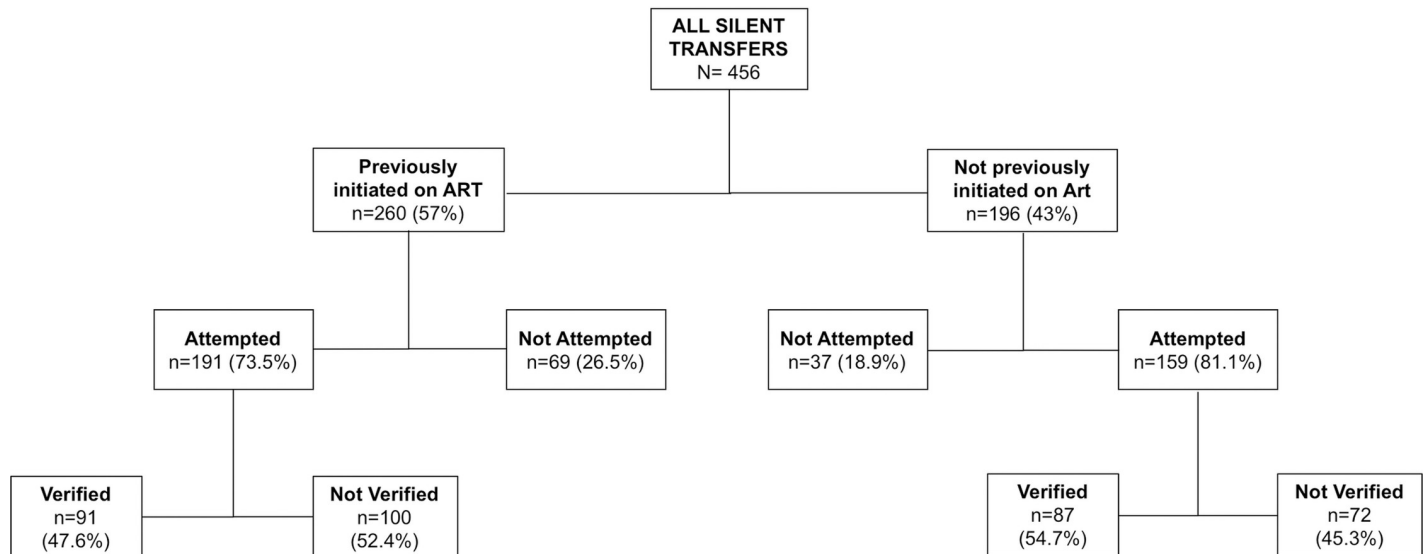 ALL SILENT
TRANSFERS
N= 456
Previously
initiated on ART
n=260 (57%)
Not previously
initiated on Art
n=196 (43%)
Attempted
n=191 (73.5%)
Not Attempted
n=69 (26.5%)
Not Attempted
n=37 (18.9%)
Attempted
n=159 (81.1%)
Verified
n=91
(47.6%)
Not Verified
n=100
(52.4%)
Verified
n=87
(54.7%)
Not Verified
n=72
(45.3%)